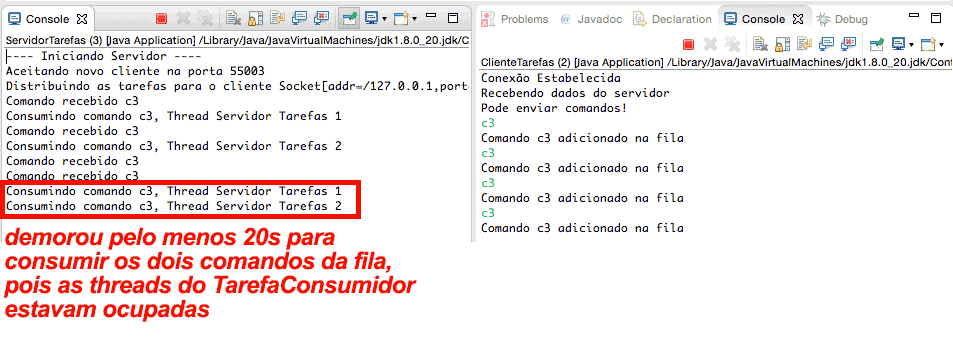 Console
ServidorTarefas (3) [Java Application] /Library/Java/JavaVirtualMachines/jdk1.8.0_20.jdk/C
---- Iniciando Servidor ----
Aceitando novo cliente na porta 55003
Distribuindo as tarefas para o cliente Socket[addr=/127.0.0.1,port
Comando recebido c3
Consumindo comando c3, Thread Servidor Tarefas 1
Comando recebido c3
Consumindo comando c3, Thread Servidor Tarefas 2
Comando recebido c3
Comando recebido c3
Consumindo comando c3, Thread Servidor Tarefas 1
Consumindo comando c3, Thread Servidor Tarefas 2
demorou pelo menos 20s para
consumir os dois comandos da fila,
pois as threads do TarefaConsumidor
estavam ocupadas
Problems Javadoc Declaration Console Debug
ClienteTarefas (2) [Java Application] /Library/Java/JavaVirtualMachines/jdk1.8.0_20.jdk/Con
Conexão Estabelecida
Recebendo dados do servidor
Pode enviar comandos!
c3
Comando c3 adicionado na fila
c3
Comando c3 adicionado na fila
c3
Comando c3 adicionado na fila
c3
Comando c3 adicionado na fila